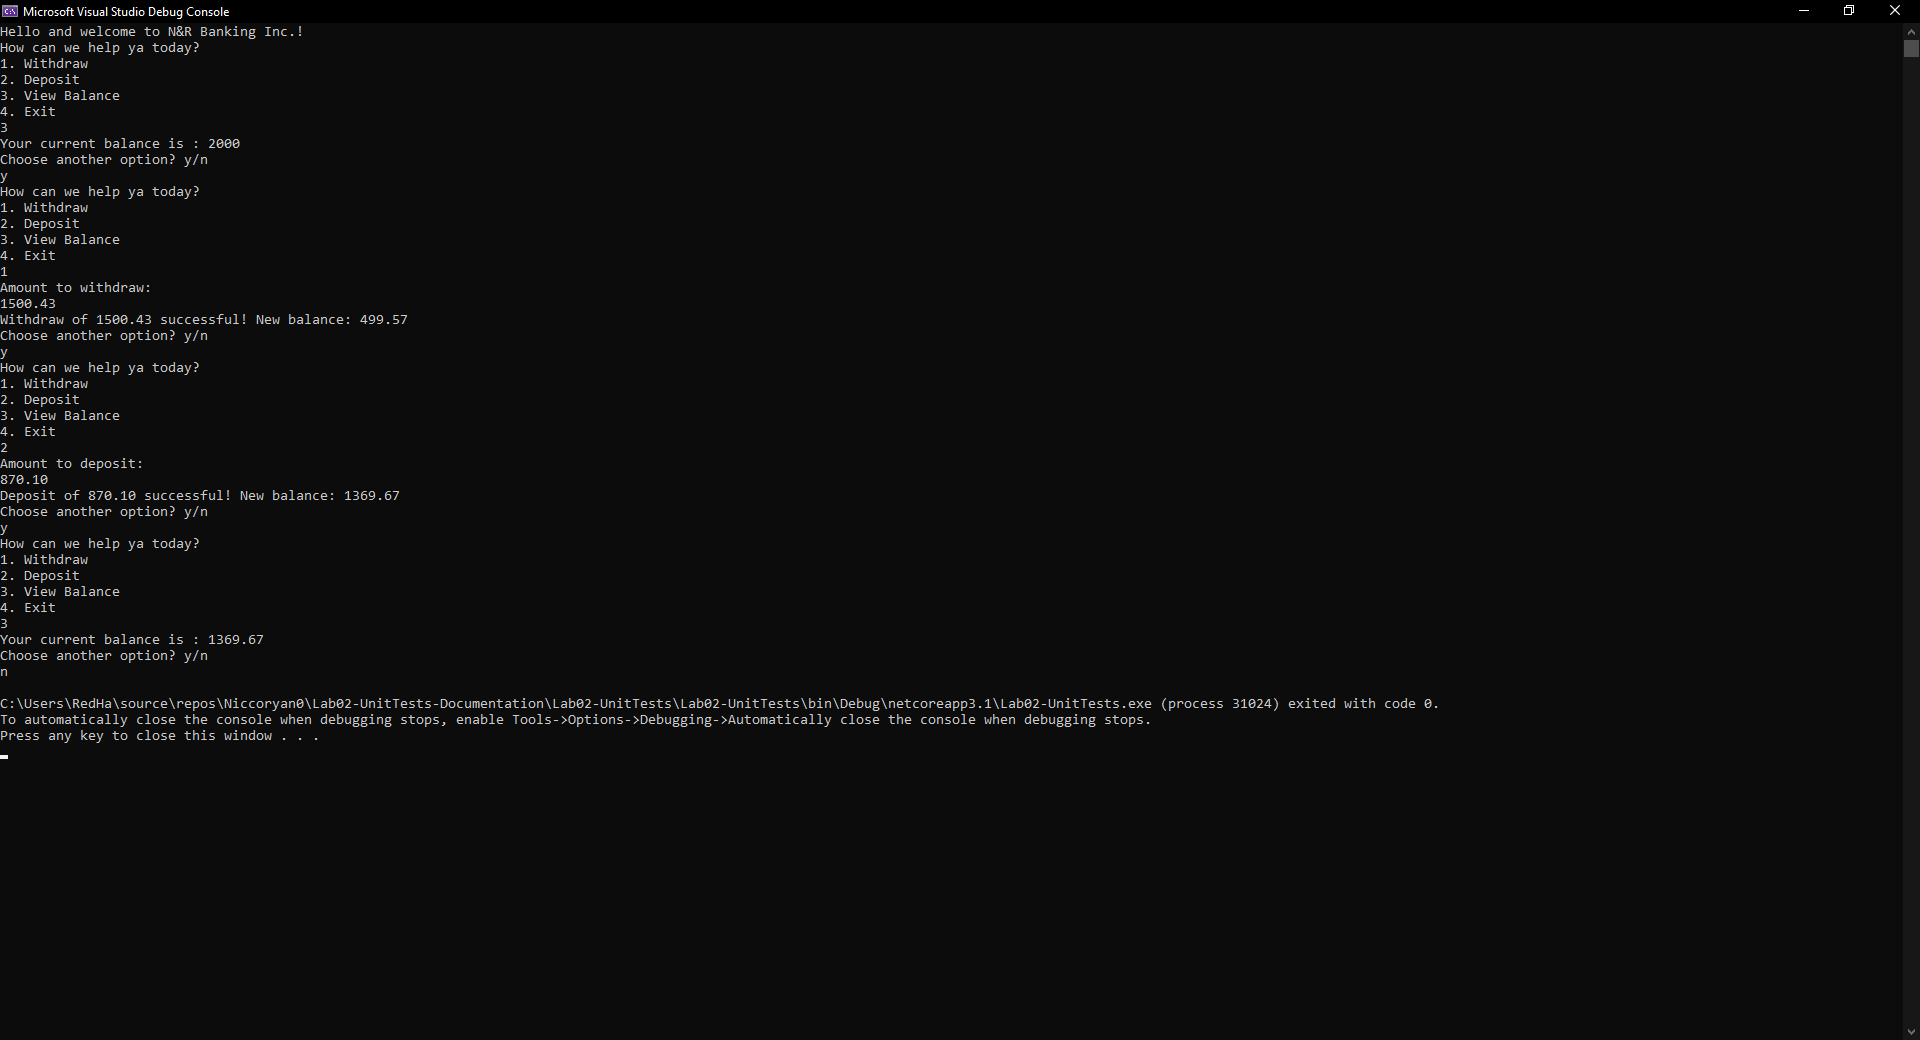 Microsoft Visual Studio Debug Console
Hello and welcome to N&R Banking Inc.!
How can we help ya today?
1. Withdraw
2. Deposit
3. View Balance
4. Exit
3
Your current balance is : 2000
Choose another option? y/n
y
How can we help ya today?
1. Withdraw
2. Deposit
3. View Balance
4. Exit
1
Amount to withdraw:
1500.43
Withdraw of 1500.43 successful! New balance: 499.57
Choose another option? y/n
y
How can we help ya today?
1. Withdraw
2. Deposit
3. View Balance
4. Exit
2
Amount to deposit:
870.10
Deposit of 870.10 successful! New balance: 1369.67
Choose another option? y/n
y
How can we help ya today?
1. Withdraw
2. Deposit
3. View Balance
4. Exit
3
Your current balance is : 1369.67
Choose another option? y/n
n
C:\Users\RedHa\source\repos\Niccoryan0\Lab02-UnitTests-Documentation\Lab02-UnitTests\Lab02-UnitTests\bin\Debug\netcoreapp3.1\Lab02-UnitTests.exe (process 31024) exited with code 0.
To automatically close the console when debugging stops, enable Tools->Options->Debugging->Automatically close the console when debugging stops.
Press any key to close this window . . .